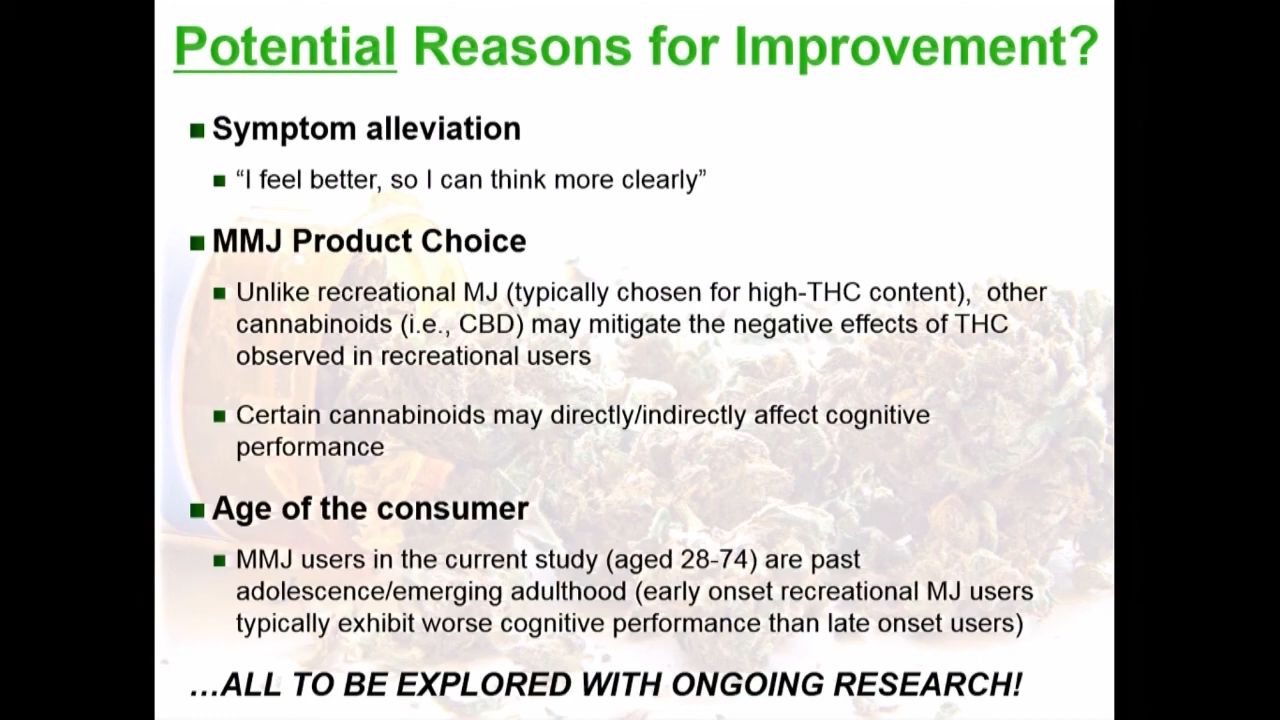 Potential Reasons for Improvement?
Symptom alleviation
“I feel better, so I can think more clearly”
MMJ Product Choice
Unlike recreational MJ (typically chosen for high-THC content),  other
cannabinoids (i.e., CBD) may mitigate the negative effects of THC
observed in recreational users
Certain cannabinoids may directly/indirectly affect cognitive
performance
Age of the consumer
MMJ users in the current study (aged 28-74) are past
adolescence/emerging adulthood (early onset recreational MJ users
typically exhibit worse cognitive performance than late onset users)
…ALL TO BE EXPLORED WITH ONGOING RESEARCH!